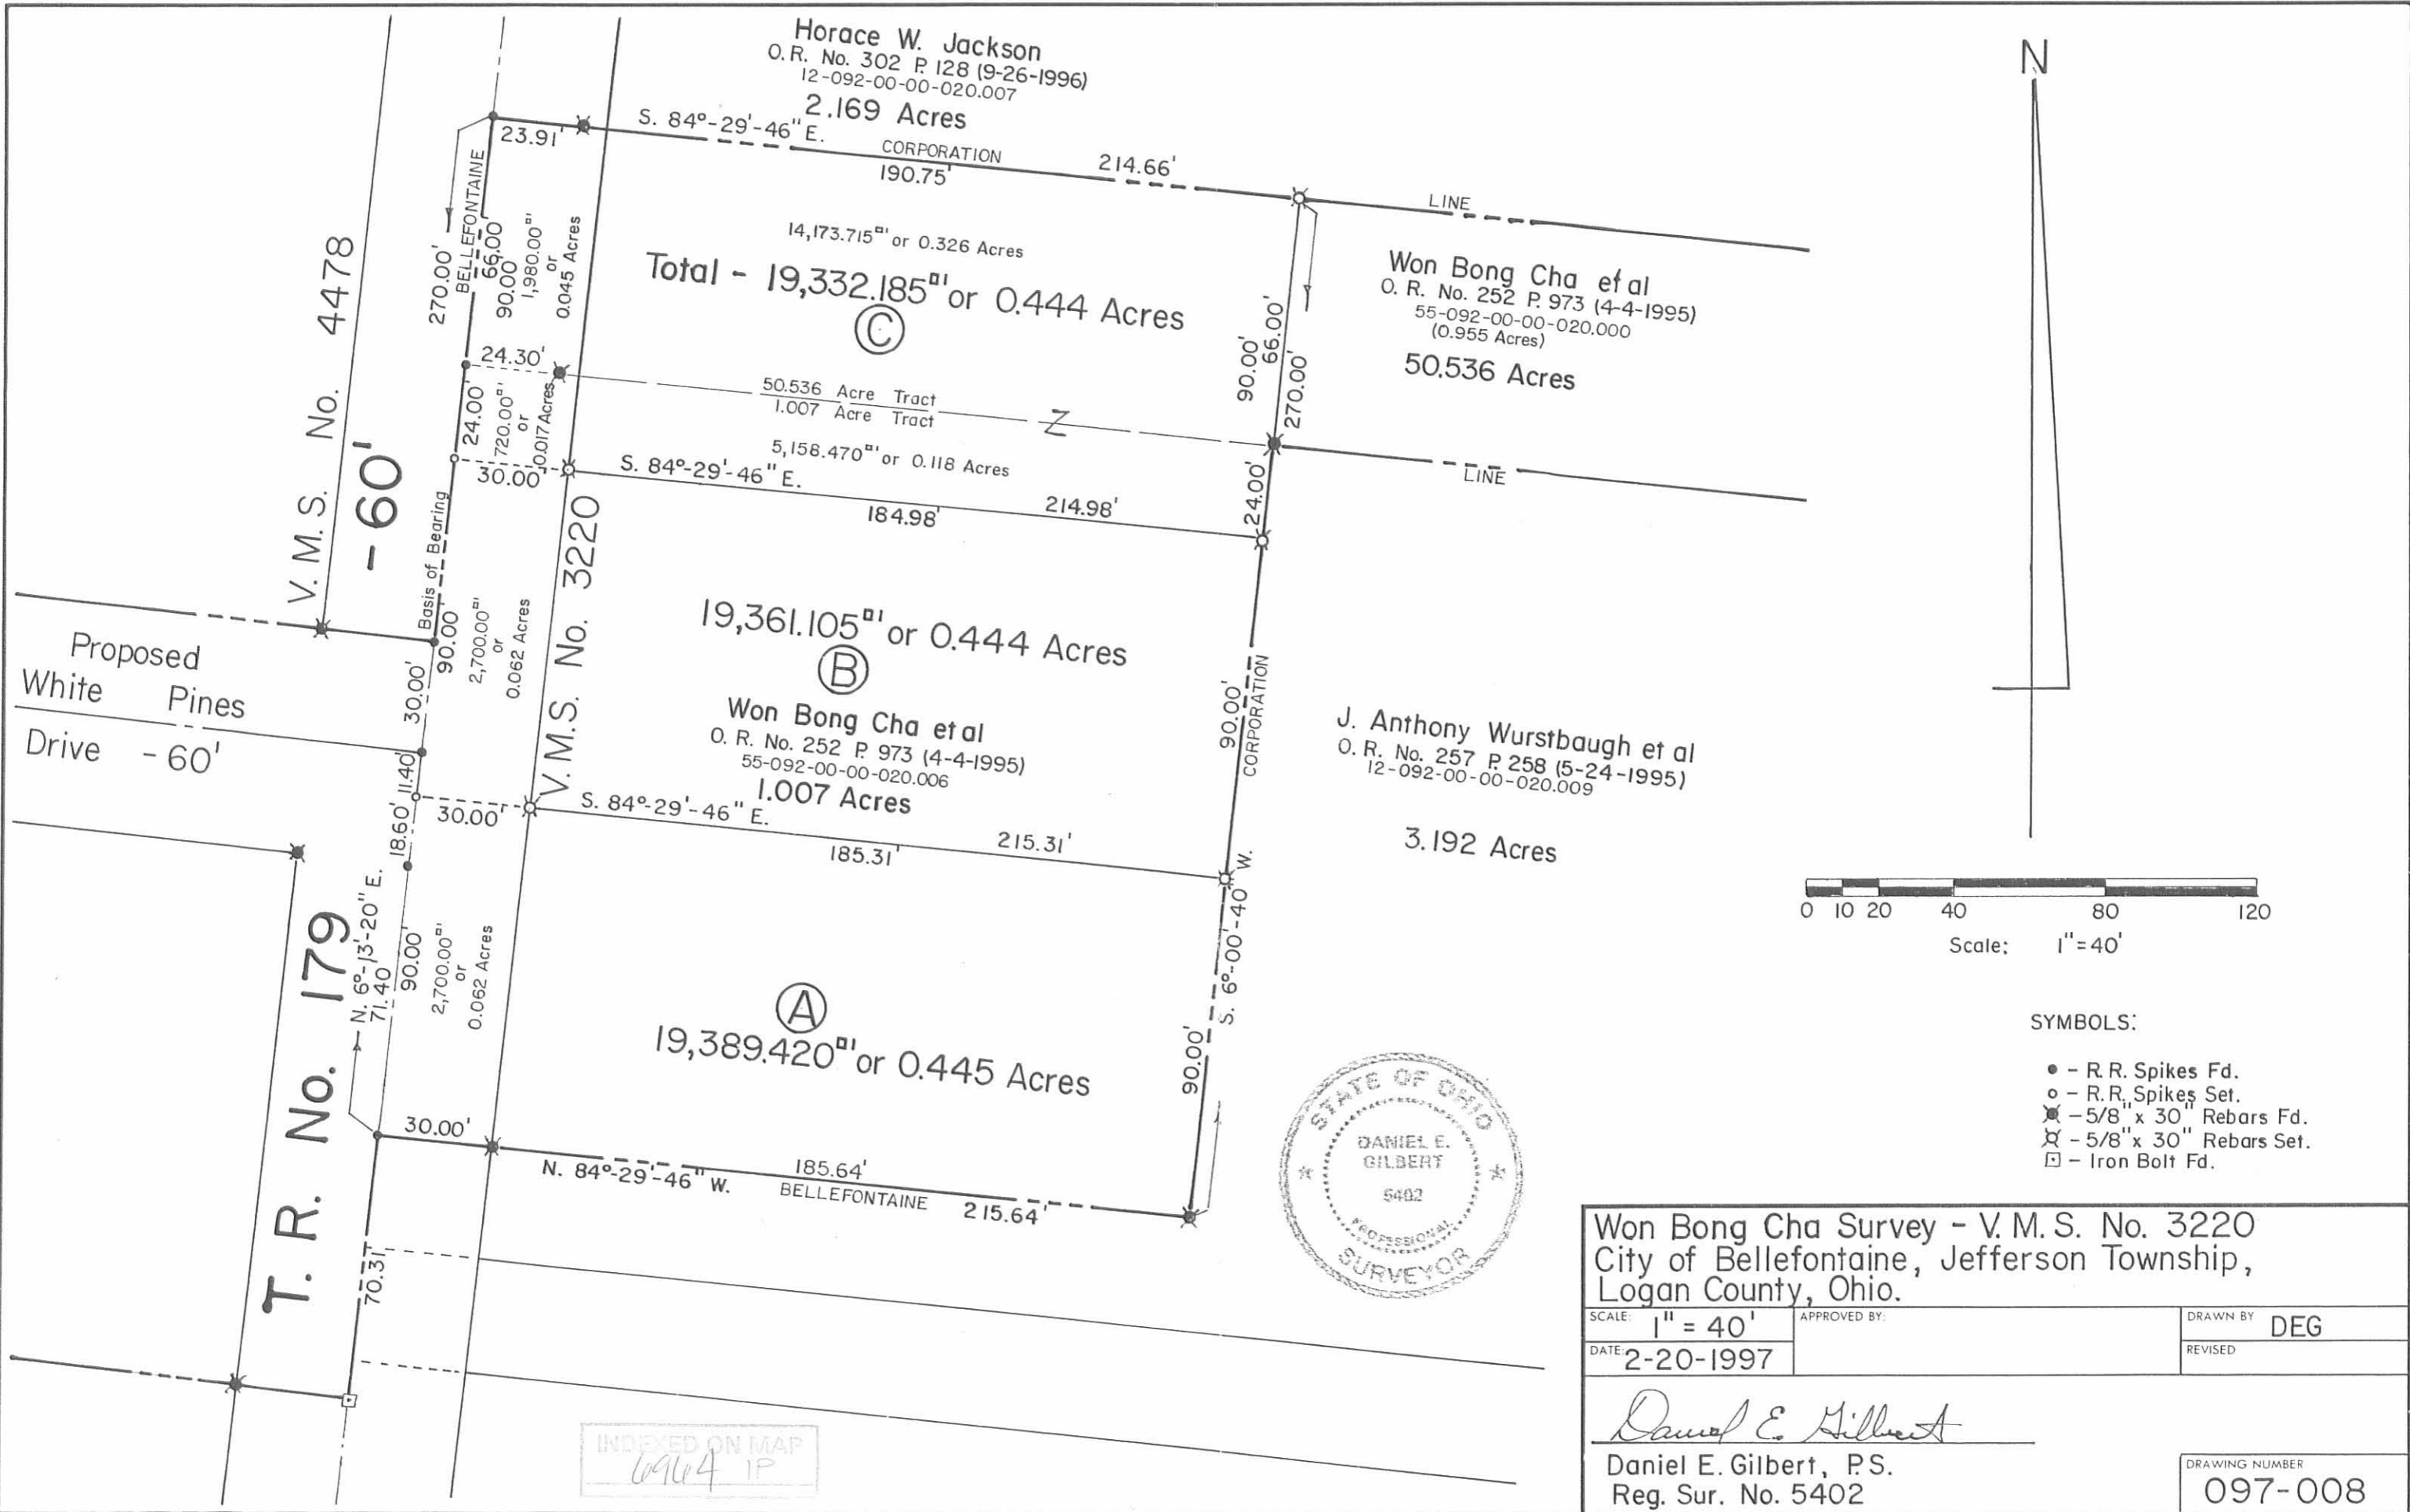 Horace W. Jackson
O.R. No. 302 P. 128 (9-26-1996)
12-092-00-00-020.007
2.169 Acres
N
23.91'
S. 84°-29'-46" E.
CORPORATION
190.75'
214.66'
LINE
V. M. S. No. 4478
- 60'
270.00'
BELLEFONTAINE
66.00
90.00'
1,980.00□'
or
0.045 Acres
14,173.715□' or 0.326 Acres
Total - 19,332.185□' or 0.444 Acres
C
90.00'
66.00'
270.00'
Won Bong Cha et al
O. R. No. 252 P. 973 (4-4-1995)
55-092-00-00-020.000
(0.955 Acres)
50.536 Acres
24.30'
24.00'
720.00□'
or
0.017 Acres
50.536 Acre Tract
1.007 Acre Tract
Z
5,158.470□' or 0.118 Acres
24.00'
LINE
30.00'
S. 84°-29'-46" E.
184.98'
214.98'
Basis of Bearing
90.00'
2,700.00□'
or
0.062 Acres
V. M. S. No. 3220
19,361.105□' or 0.444 Acres
B
Won Bong Cha et al
O. R. No. 252 P. 973 (4-4-1995)
55-092-00-00-020.006
1.007 Acres
90.00'
CORPORATION
J. Anthony Wurstbaugh et al
O. R. No. 257 P. 258 (5-24-1995)
12-092-00-00-020.009
3.192 Acres
Proposed
White Pines
Drive - 60'
30.00'
11.40'
18.60'
30.00'
S. 84°-29'-46" E.
185.31'
215.31'
S. 6°-00'-40" W.
90.00'
T. R. No. 179
N. 6°-13'-20" E.
71.40'
90.00'
2,700.00□'
or
0.062 Acres
A
19,389.420□' or 0.445 Acres
30.00'
N. 84°-29'-46" W.
185.64'
BELLEFONTAINE
215.64'
70.31'
0 10 20 40 80 120
Scale: 1"=40'
SYMBOLS:
● - R. R. Spikes Fd.
○ - R. R. Spikes Set.
- 5/8" x 30" Rebars Fd.
- 5/8" x 30" Rebars Set.
⊡ - Iron Bolt Fd.
STATE OF OHIO
DANIEL E.
GILBERT
5402
PROFESSIONAL
SURVEYOR
INDEXED ON MAP
6964 IP
Won Bong Cha Survey - V. M. S. No. 3220
City of Bellefontaine, Jefferson Township,
Logan County, Ohio.
SCALE: 1" = 40'
APPROVED BY:
DRAWN BY DEG
DATE: 2-20-1997
REVISED
Daniel E. Gilbert
Daniel E. Gilbert, P.S.
Reg. Sur. No. 5402
DRAWING NUMBER
097-008